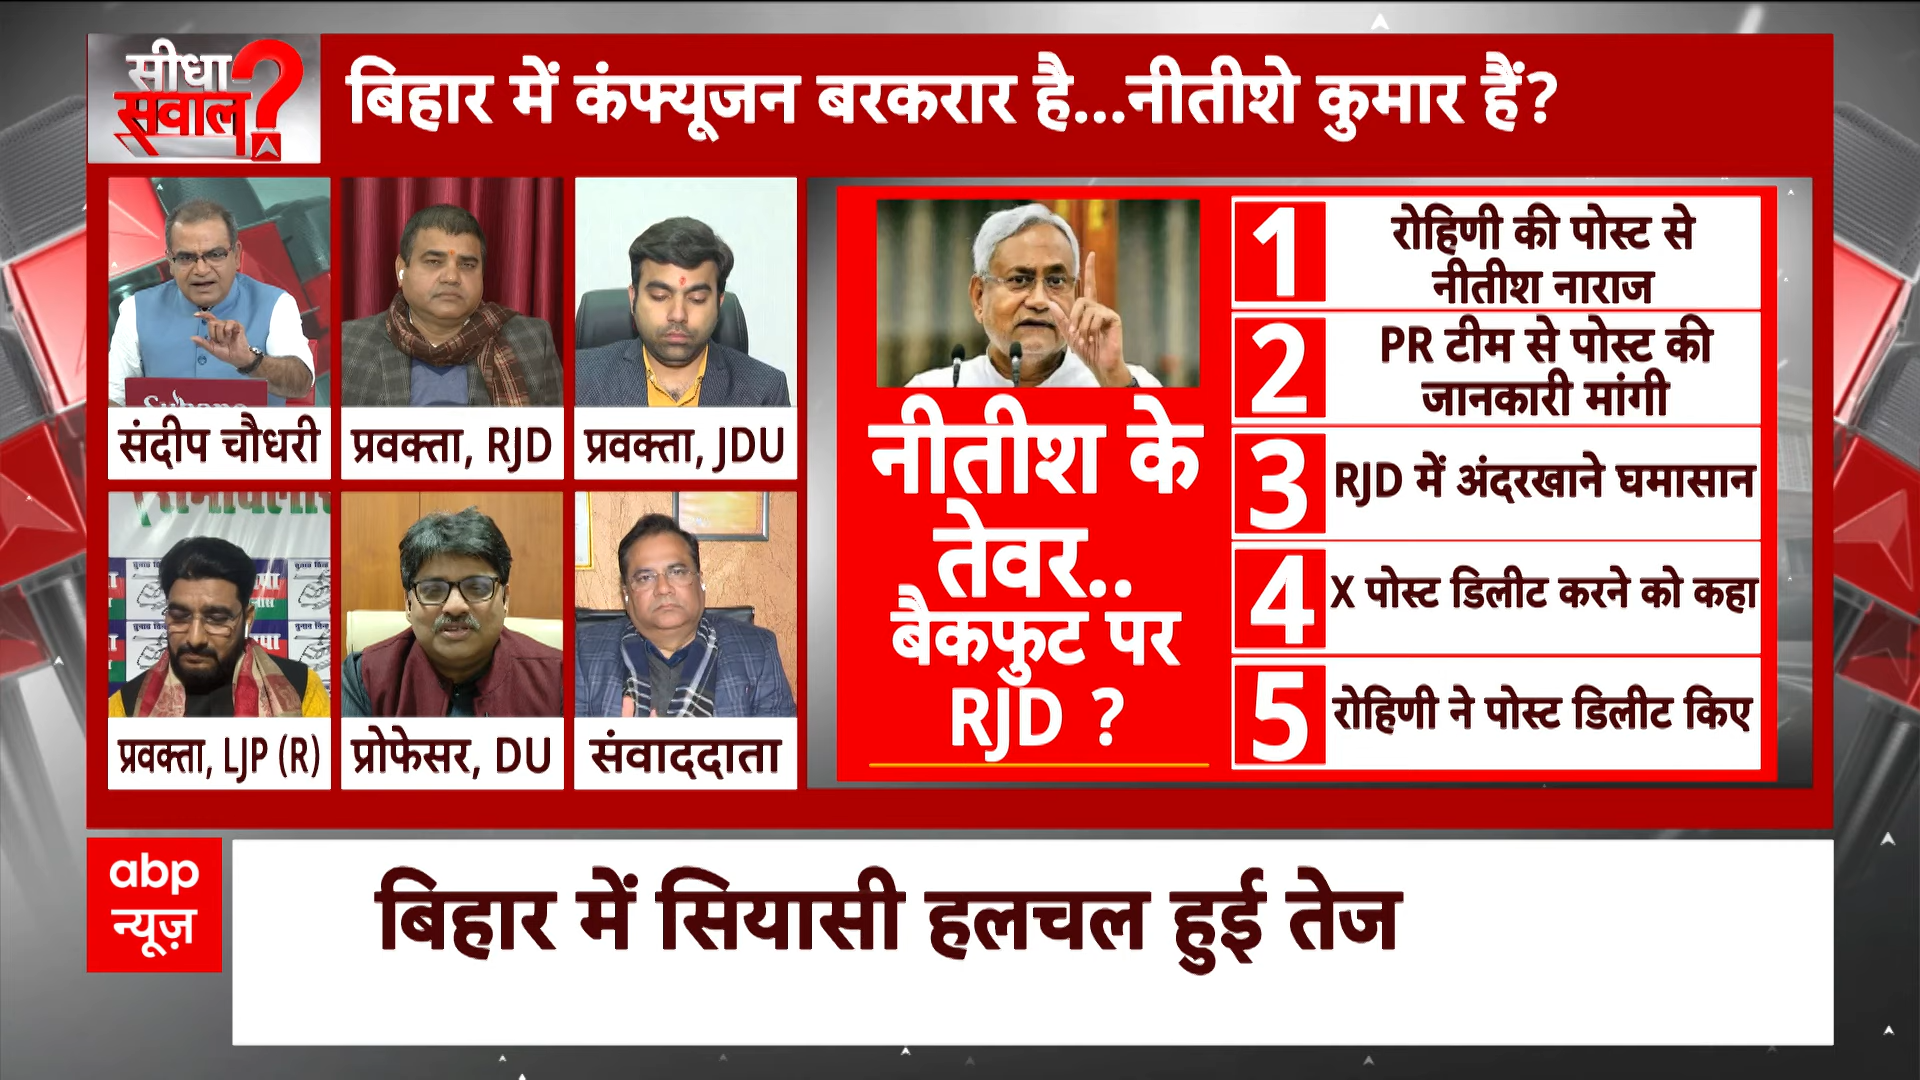 सीधा
सवाल?
बिहार में कंफ्यूजन बरकरार है...नीतीशे कुमार हैं?
संदीप चौधरी
प्रवक्ता, RJD
प्रवक्ता, JDU
प्रवक्ता, LJP (R)
प्रोफेसर, DU
संवाददाता
नीतीश के
तेवर..
बैकफुट पर
RJD ?
1 रोहिणी की पोस्ट से
नीतीश नाराज
2 PR टीम से पोस्ट की
जानकारी मांगी
3 RJD में अंदरखाने घमासान
4 X पोस्ट डिलीट करने को कहा
5 रोहिणी ने पोस्ट डिलीट किए
abp
न्यूज़
बिहार में सियासी हलचल हुई तेज